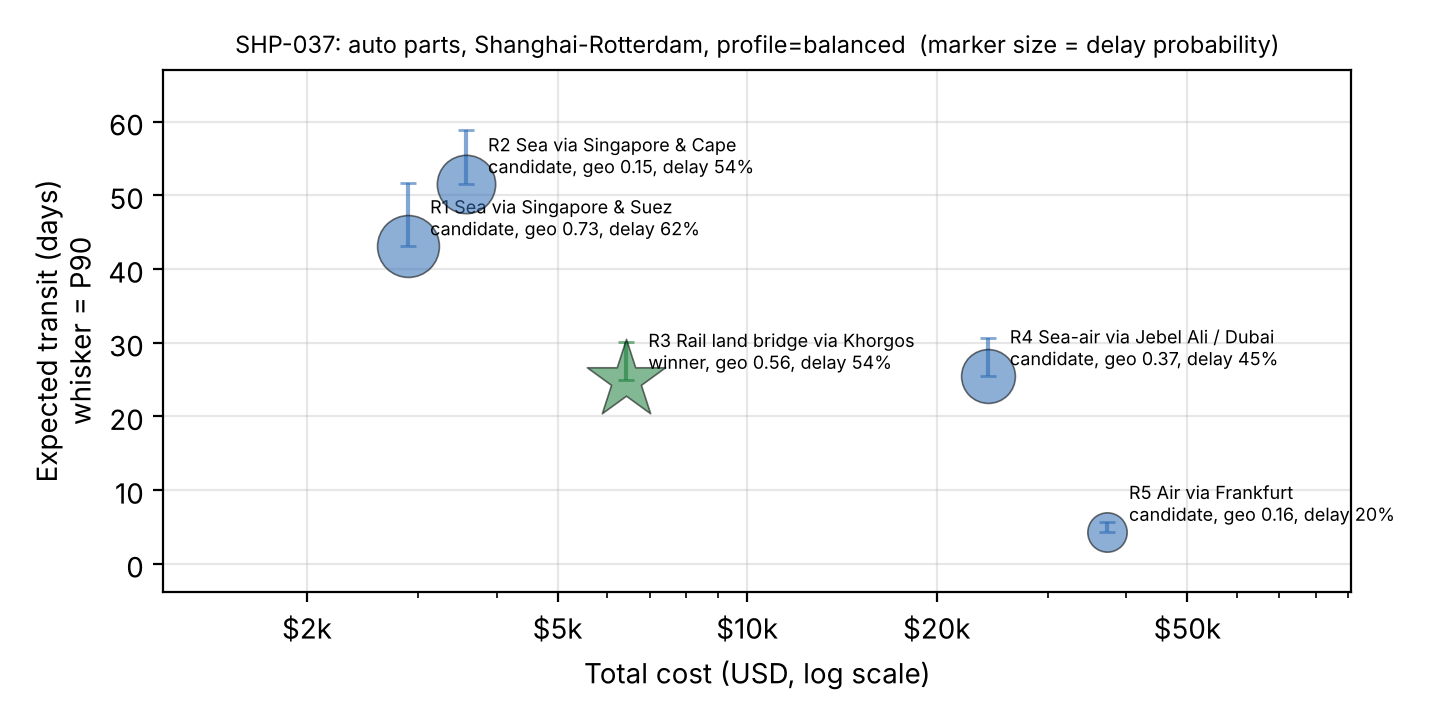 SHP-037: auto parts, Shanghai-Rotterdam, profile=balanced (marker size = delay probability)
Expected transit (days)
whisker = P90
60
50
40
30
20
10
0
R2 Sea via Singapore & Cape
candidate, geo 0.15, delay 54%
R1 Sea via Singapore & Suez
candidate, geo 0.73, delay 62%
R3 Rail land bridge via Khorgos
winner, geo 0.56, delay 54%
R4 Sea-air via Jebel Ali / Dubai
candidate, geo 0.37, delay 45%
R5 Air via Frankfurt
candidate, geo 0.16, delay 20%
$2k $5k $10k $20k $50k
Total cost (USD, log scale)